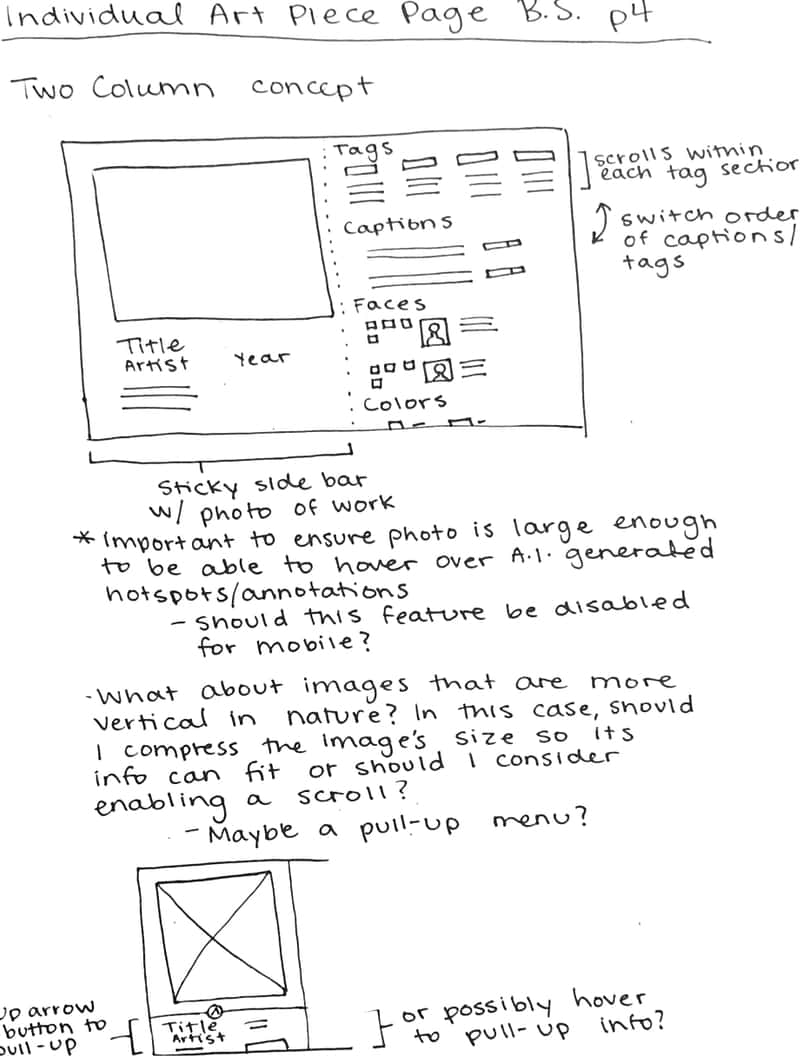 Individual Art Piece Page B.S. p4
Two Column concept
Tags
scrolls within
each tag section
switch order
of captions/
tags
Captions
Faces
Title
Artist
Year
Colors
Sticky side bar
w/ photo of work
* Important to ensure photo is large enough
to be able to hover over A.I. generated
hotspots/annotations
- should this feature be disabled
for mobile?
- What about images that are more
vertical in nature? In this case, should
I compress the image's size so its
info can fit or should I consider
enabling a scroll?
- Maybe a pull-up menu?
up arrow
button to
pull-up
Title
Artist
or possibly hover
to pull-up info?